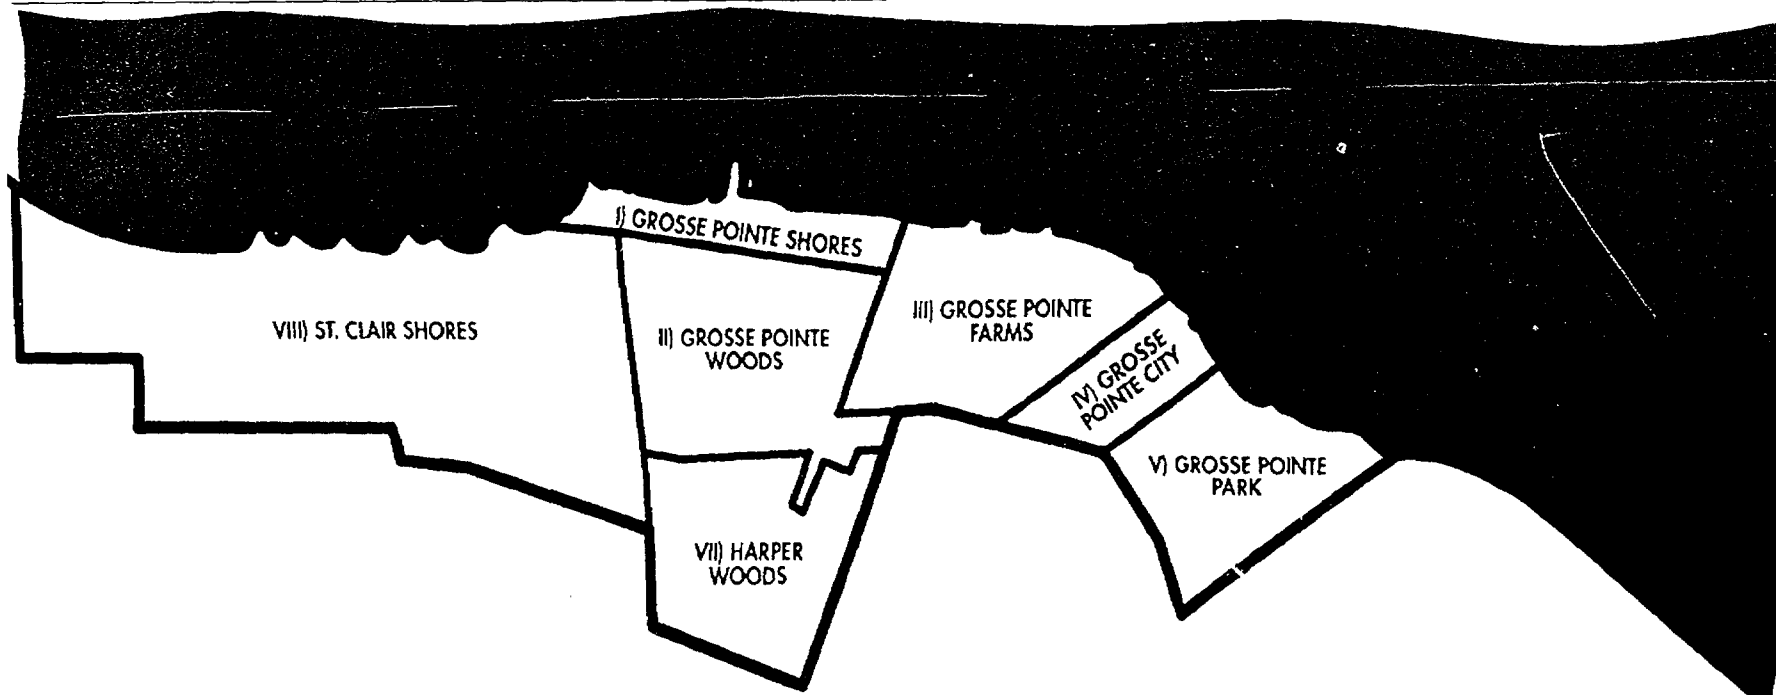 I) GROSSE POINTE SHORES
VIII) ST. CLAIR SHORES
II) GROSSE POINTE
WOODS
III) GROSSE POINTE
FARMS
IV) GROSSE
POINTE CITY
V) GROSSE POINTE
PARK
VII) HARPER
WOODS